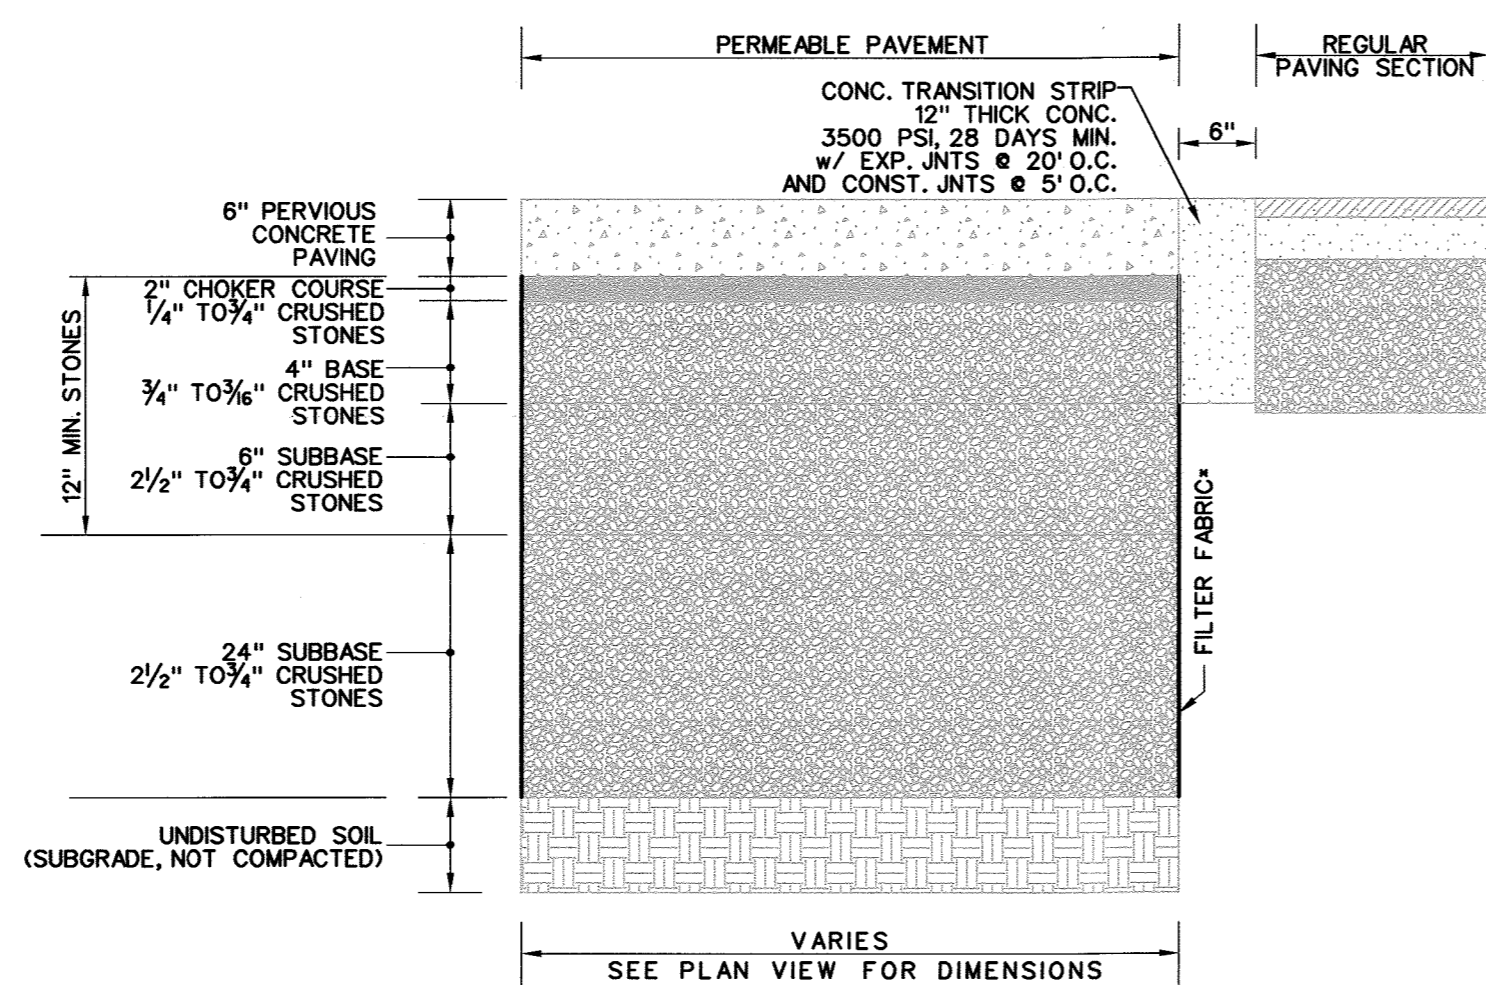 PERMEABLE PAVEMENT
REGULAR
PAVING SECTION
CONC. TRANSITION STRIP
12" THICK CONC.
3500 PSI, 28 DAYS MIN.
w/ EXP. JNTS @ 20' O.C.
AND CONST. JNTS @ 5' O.C.
6"
6" PERVIOUS
CONCRETE
PAVING
2" CHOKER COURSE
1/4" TO 3/4" CRUSHED
STONES
4" BASE
3/4" TO 3/16" CRUSHED
STONES
12" MIN. STONES
6" SUBBASE
2 1/2" TO 3/4" CRUSHED
STONES
FILTER FABRIC*
24" SUBBASE
2 1/2" TO 3/4" CRUSHED
STONES
UNDISTURBED SOIL
(SUBGRADE, NOT COMPACTED)
VARIES
SEE PLAN VIEW FOR DIMENSIONS